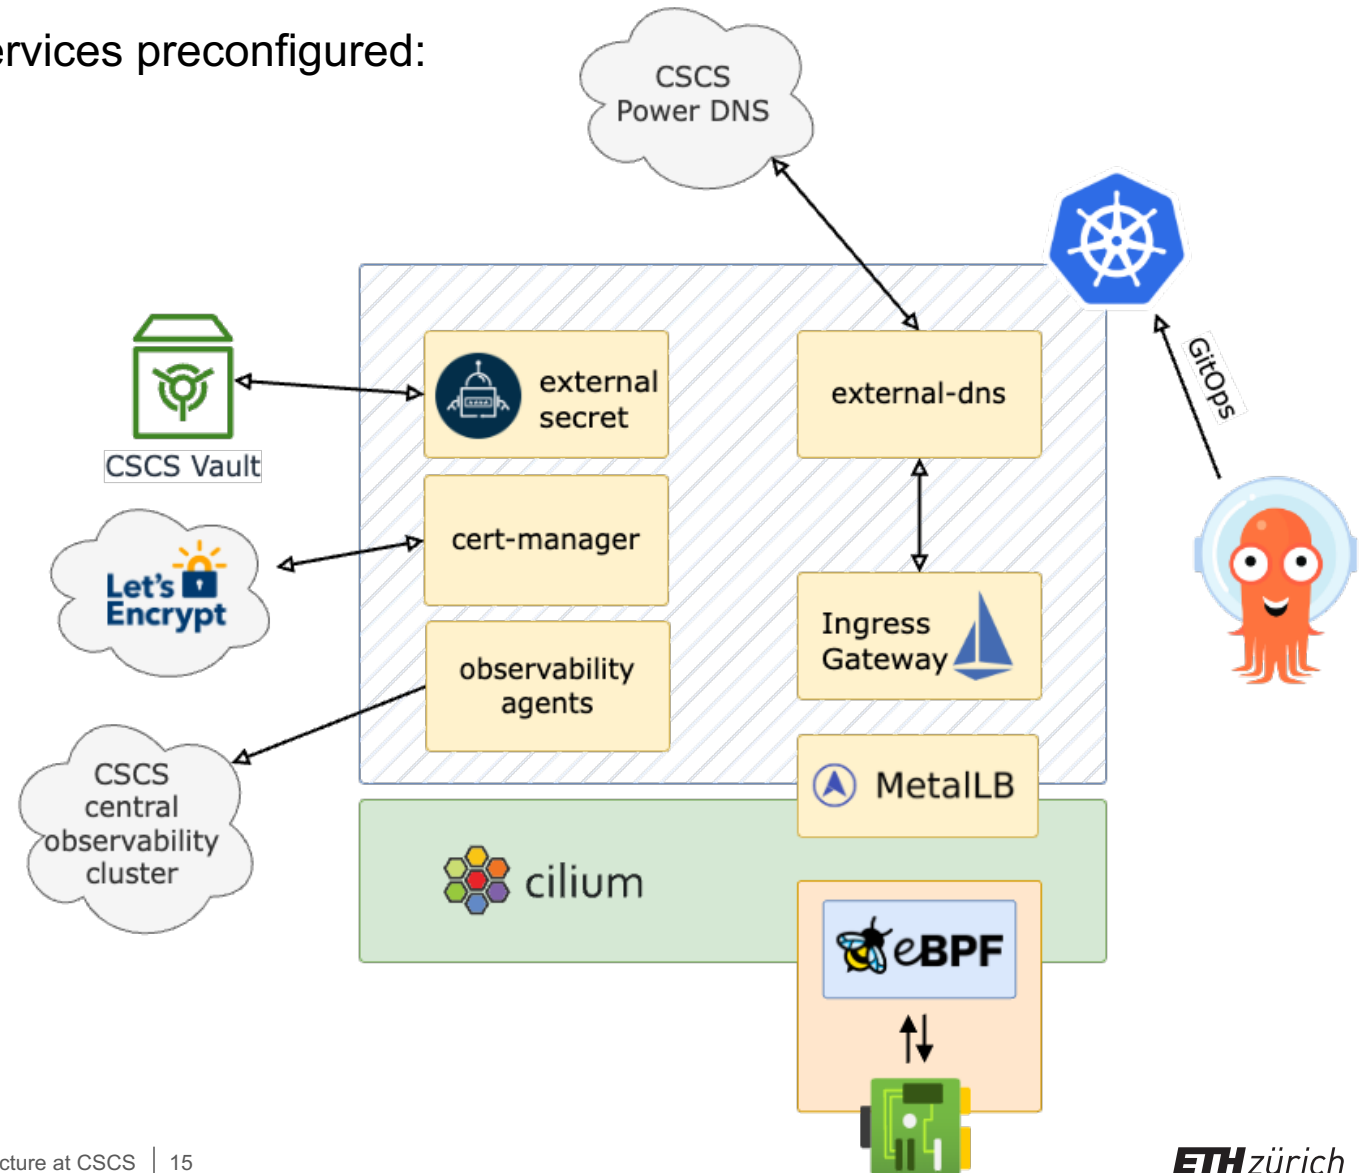 ervices preconfigured:
CSCS
Power DNS
GitOps
external
secret
external-dns
CSCS Vault
cert-manager
Let's
Encrypt
Ingress
Gateway
observability
agents
MetalLB
CSCS
central
observability
cluster
cilium
eBPF
cture at CSCS | 15
ETH zürich